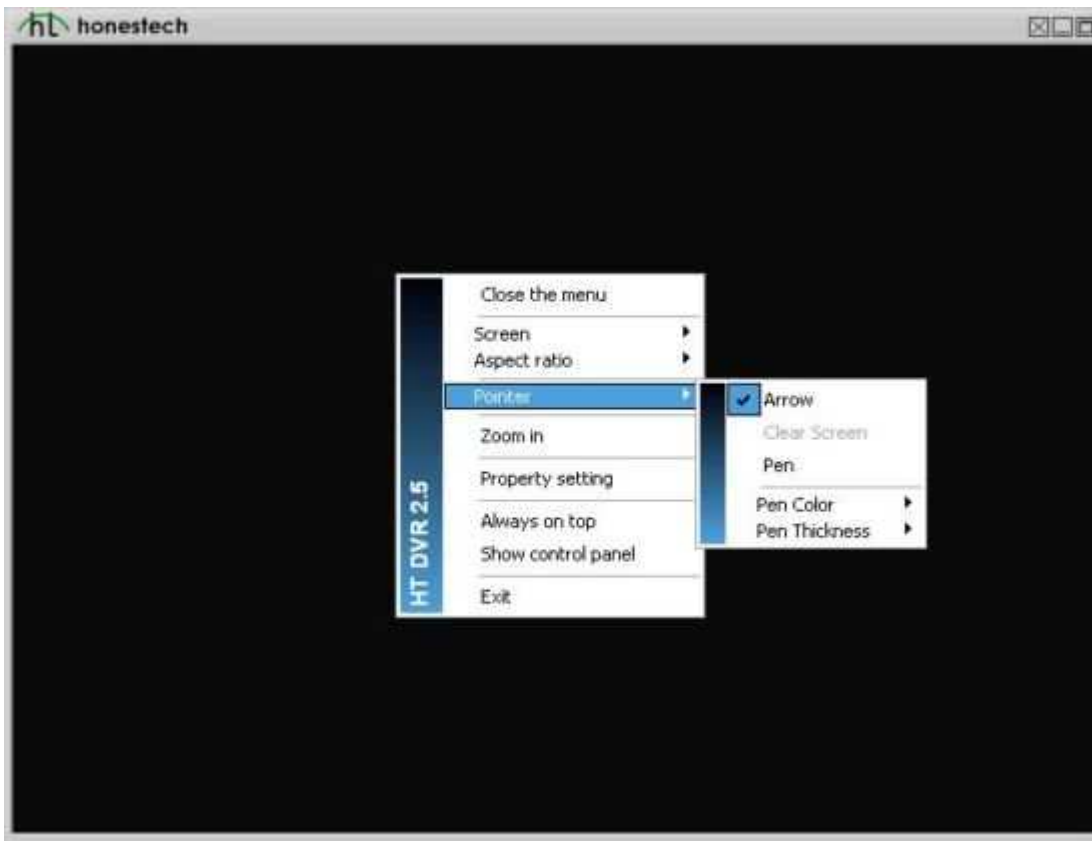 ht honestech
Close the menu
Screen
Aspect ratio
Pointer
Zoom in
Property setting
Always on top
Show control panel
Exit
HT DVR 2.5
Arrow
Clear Screen
Pen
Pen Color
Pen Thickness